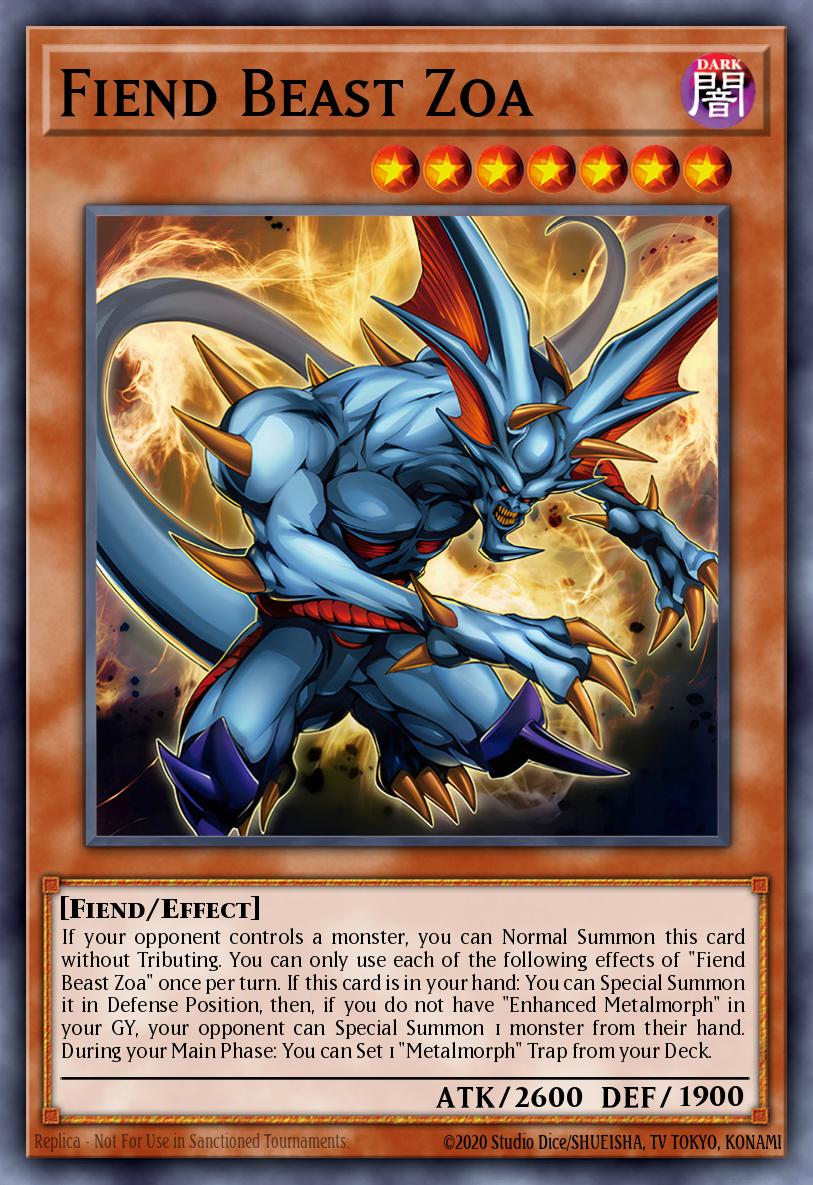 Fiend Beast Zoa
DARK
闇
[Fiend/Effect]
If your opponent controls a monster, you can Normal Summon this card
without Tributing. You can only use each of the following effects of "Fiend
Beast Zoa" once per turn. If this card is in your hand: You can Special Summon
it in Defense Position, then, if you do not have "Enhanced Metalmorph" in
your GY, your opponent can Special Summon 1 monster from their hand.
During your Main Phase: You can Set 1 "Metalmorph" Trap from your Deck.
ATK/2600 DEF/1900
Replica - Not For Use in Sanctioned Tournaments.
©2020 Studio Dice/SHUEISHA, TV TOKYO, KONAMI